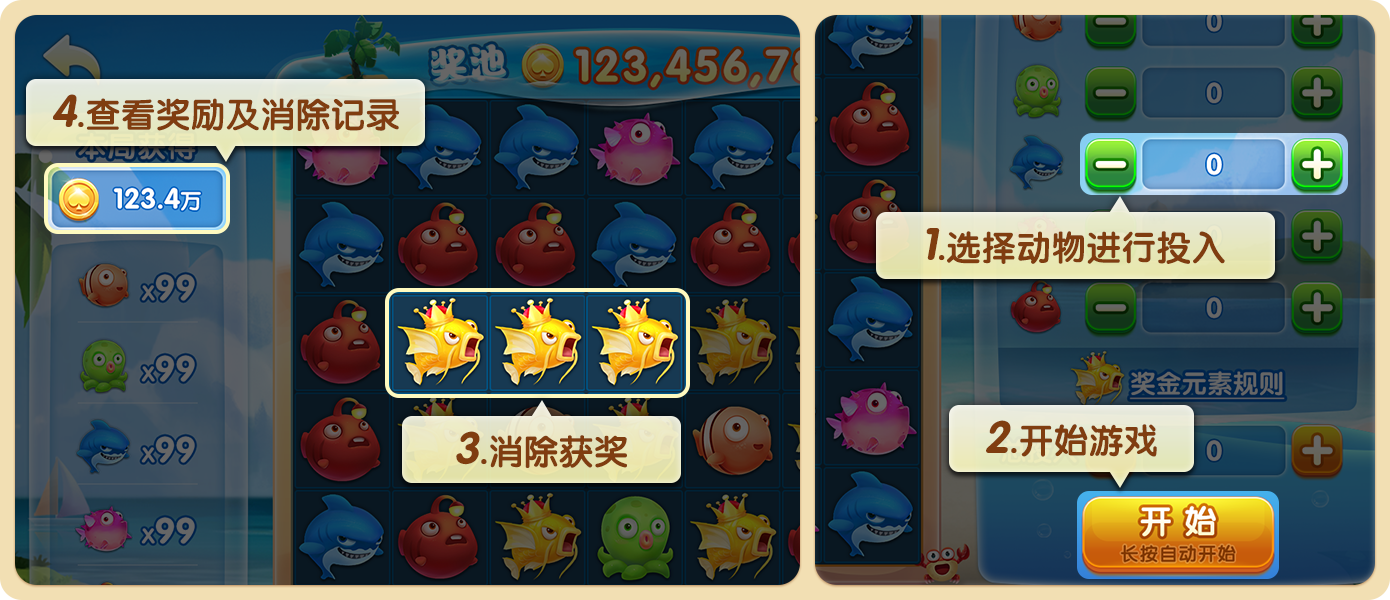 奖池 123,456,78
4.查看奖励及消除记录
本局获得
123.4万
x99
x99
x99
x99
3.消除获奖
0
0
0
1.选择动物进行投入
0
奖金元素规则
2.开始游戏
0
开始
长按自动开始